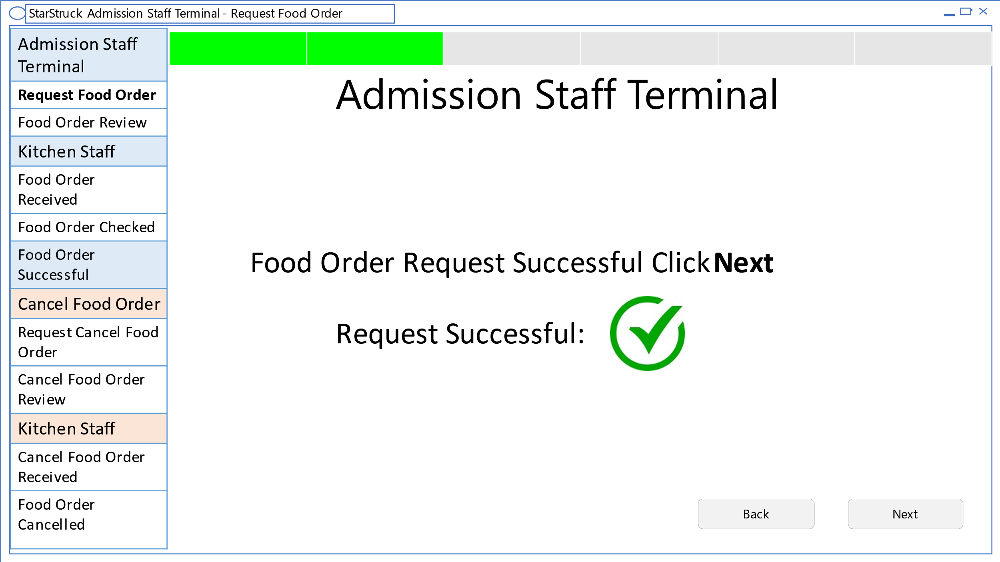 StarStruck Admission Staff Terminal - Request Food Order
Admission Staff
Terminal
Request Food Order
Food Order Review
Kitchen Staff
Food Order
Received
Food Order Checked
Food Order
Successful
Cancel Food Order
Request Cancel Food
Order
Cancel Food Order
Review
Kitchen Staff
Cancel Food Order
Received
Food Order
Cancelled
Admission Staff Terminal
Food Order Request Successful Click Next
Request Successful:
Back
Next